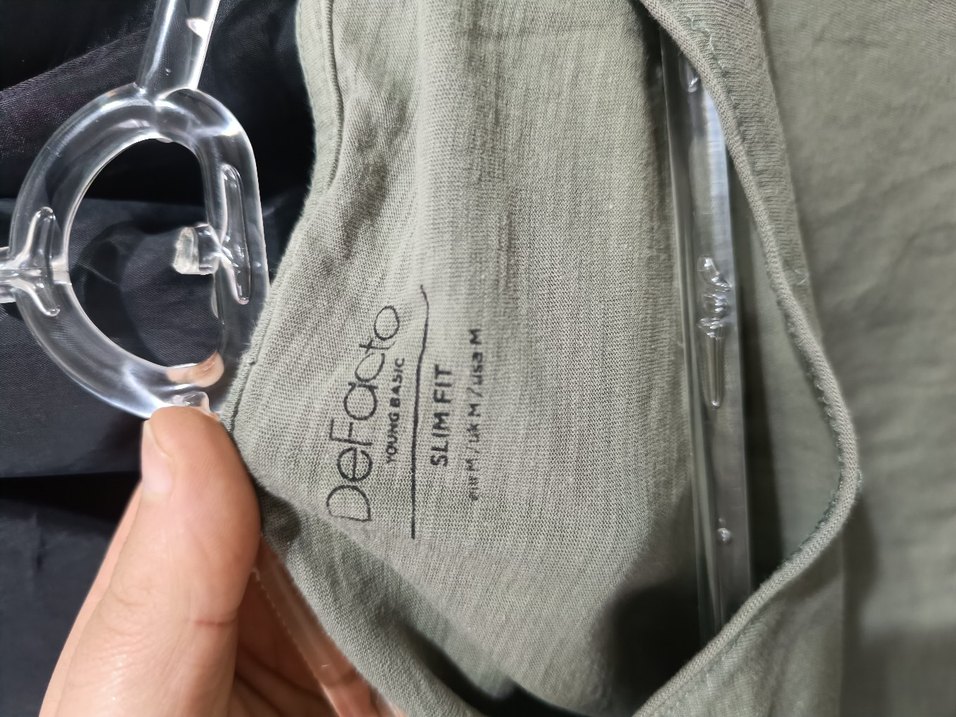 DeFacto
YOUNG BASIC
SLIM FIT
M / UK M / USA M